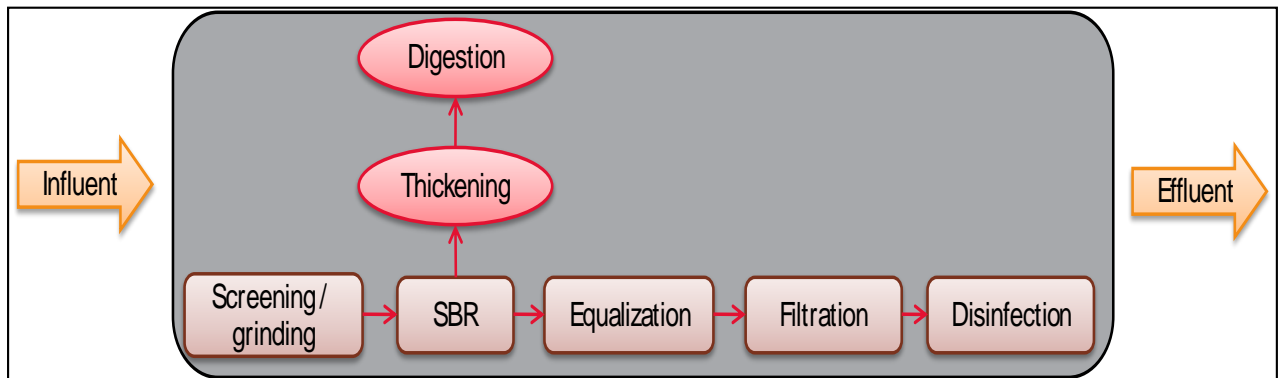 Digestion
Influent
Thickening
Effluent
Screening /
grinding
SBR
Equalization
Filtration
Disinfection